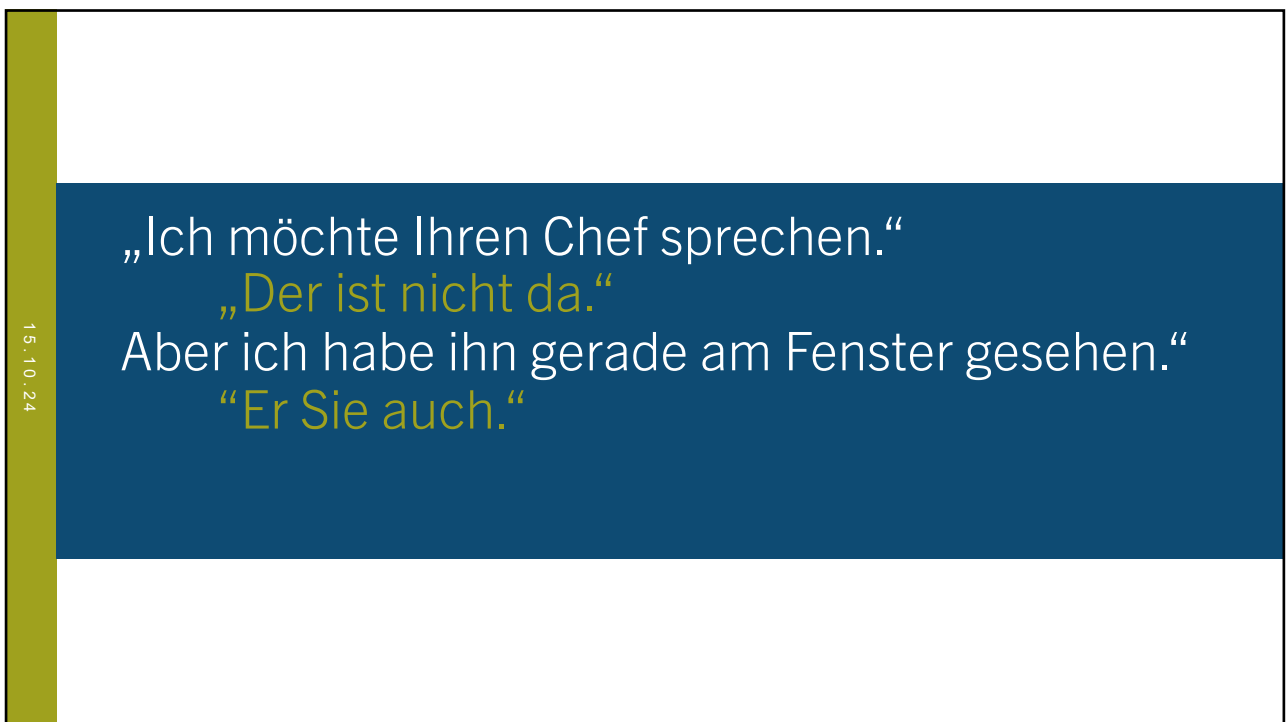 15.10.24
„Ich möchte Ihren Chef sprechen.“
„Der ist nicht da.“
Aber ich habe ihn gerade am Fenster gesehen.“
“Er Sie auch.“